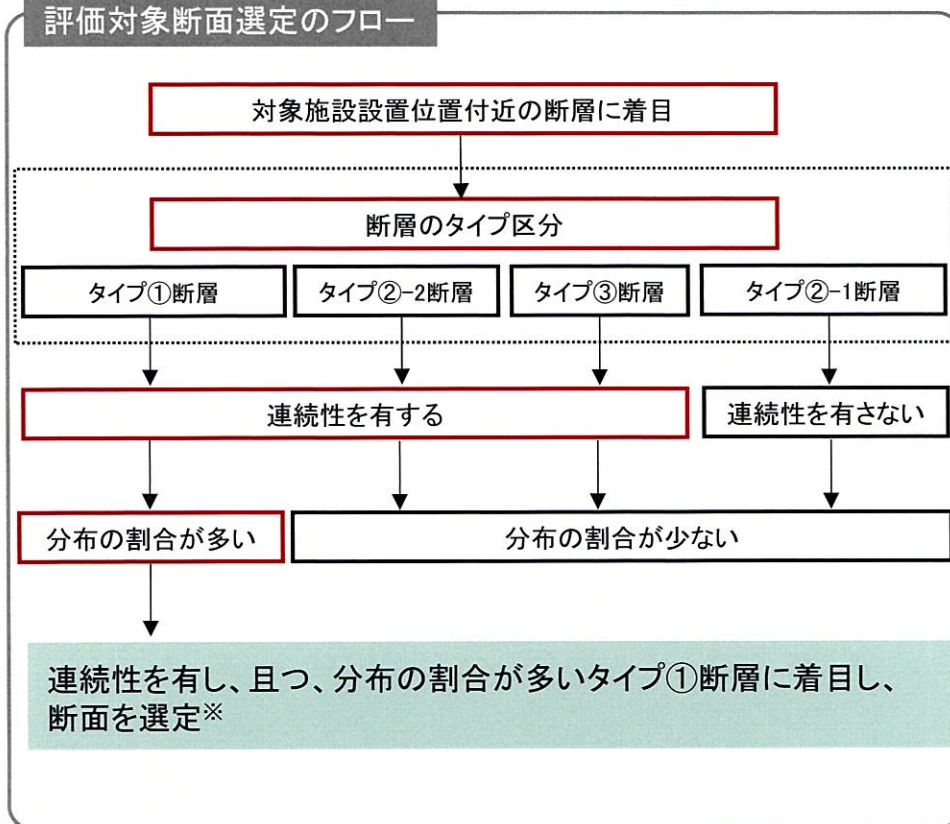 評価対象断面選定のフロー
対象施設設置位置付近の断層に着目
断層のタイプ区分
タイプ①断層
タイプ②-2断層
タイプ③断層
タイプ②-1断層
連続性を有する
連続性を有さない
分布の割合が多い
分布の割合が少ない
連続性を有し、且つ、分布の割合が多いタイプ①断層に着目し、
断面を選定※